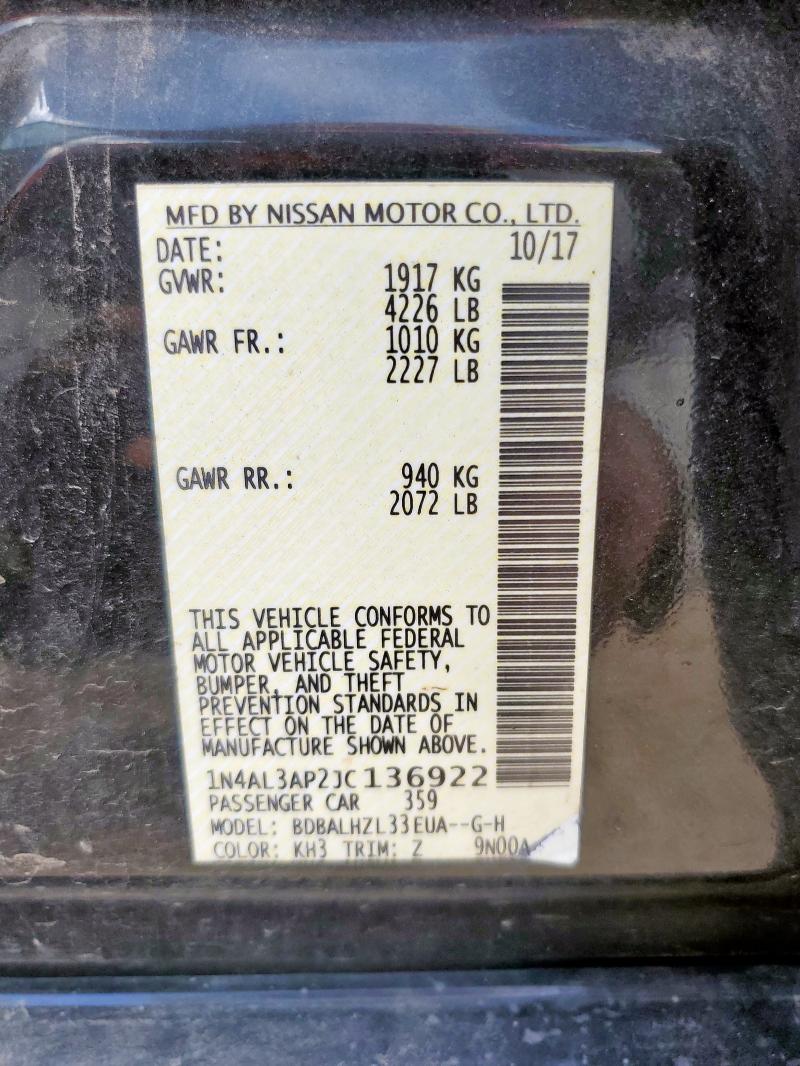 MFD BY NISSAN MOTOR CO., LTD.
DATE: 10/17
GVWR: 1917 KG
4226 LB
GAWR FR.: 1010 KG
2227 LB
GAWR RR.: 940 KG
2072 LB
THIS VEHICLE CONFORMS TO
ALL APPLICABLE FEDERAL
MOTOR VEHICLE SAFETY,
BUMPER, AND THEFT
PREVENTION STANDARDS IN
EFFECT ON THE DATE OF
MANUFACTURE SHOWN ABOVE.
1N4AL3AP2JC136922
PASSENGER CAR 359
MODEL: BDBALHZL33EUA--G-H
COLOR: KH3 TRIM: Z 9N00A